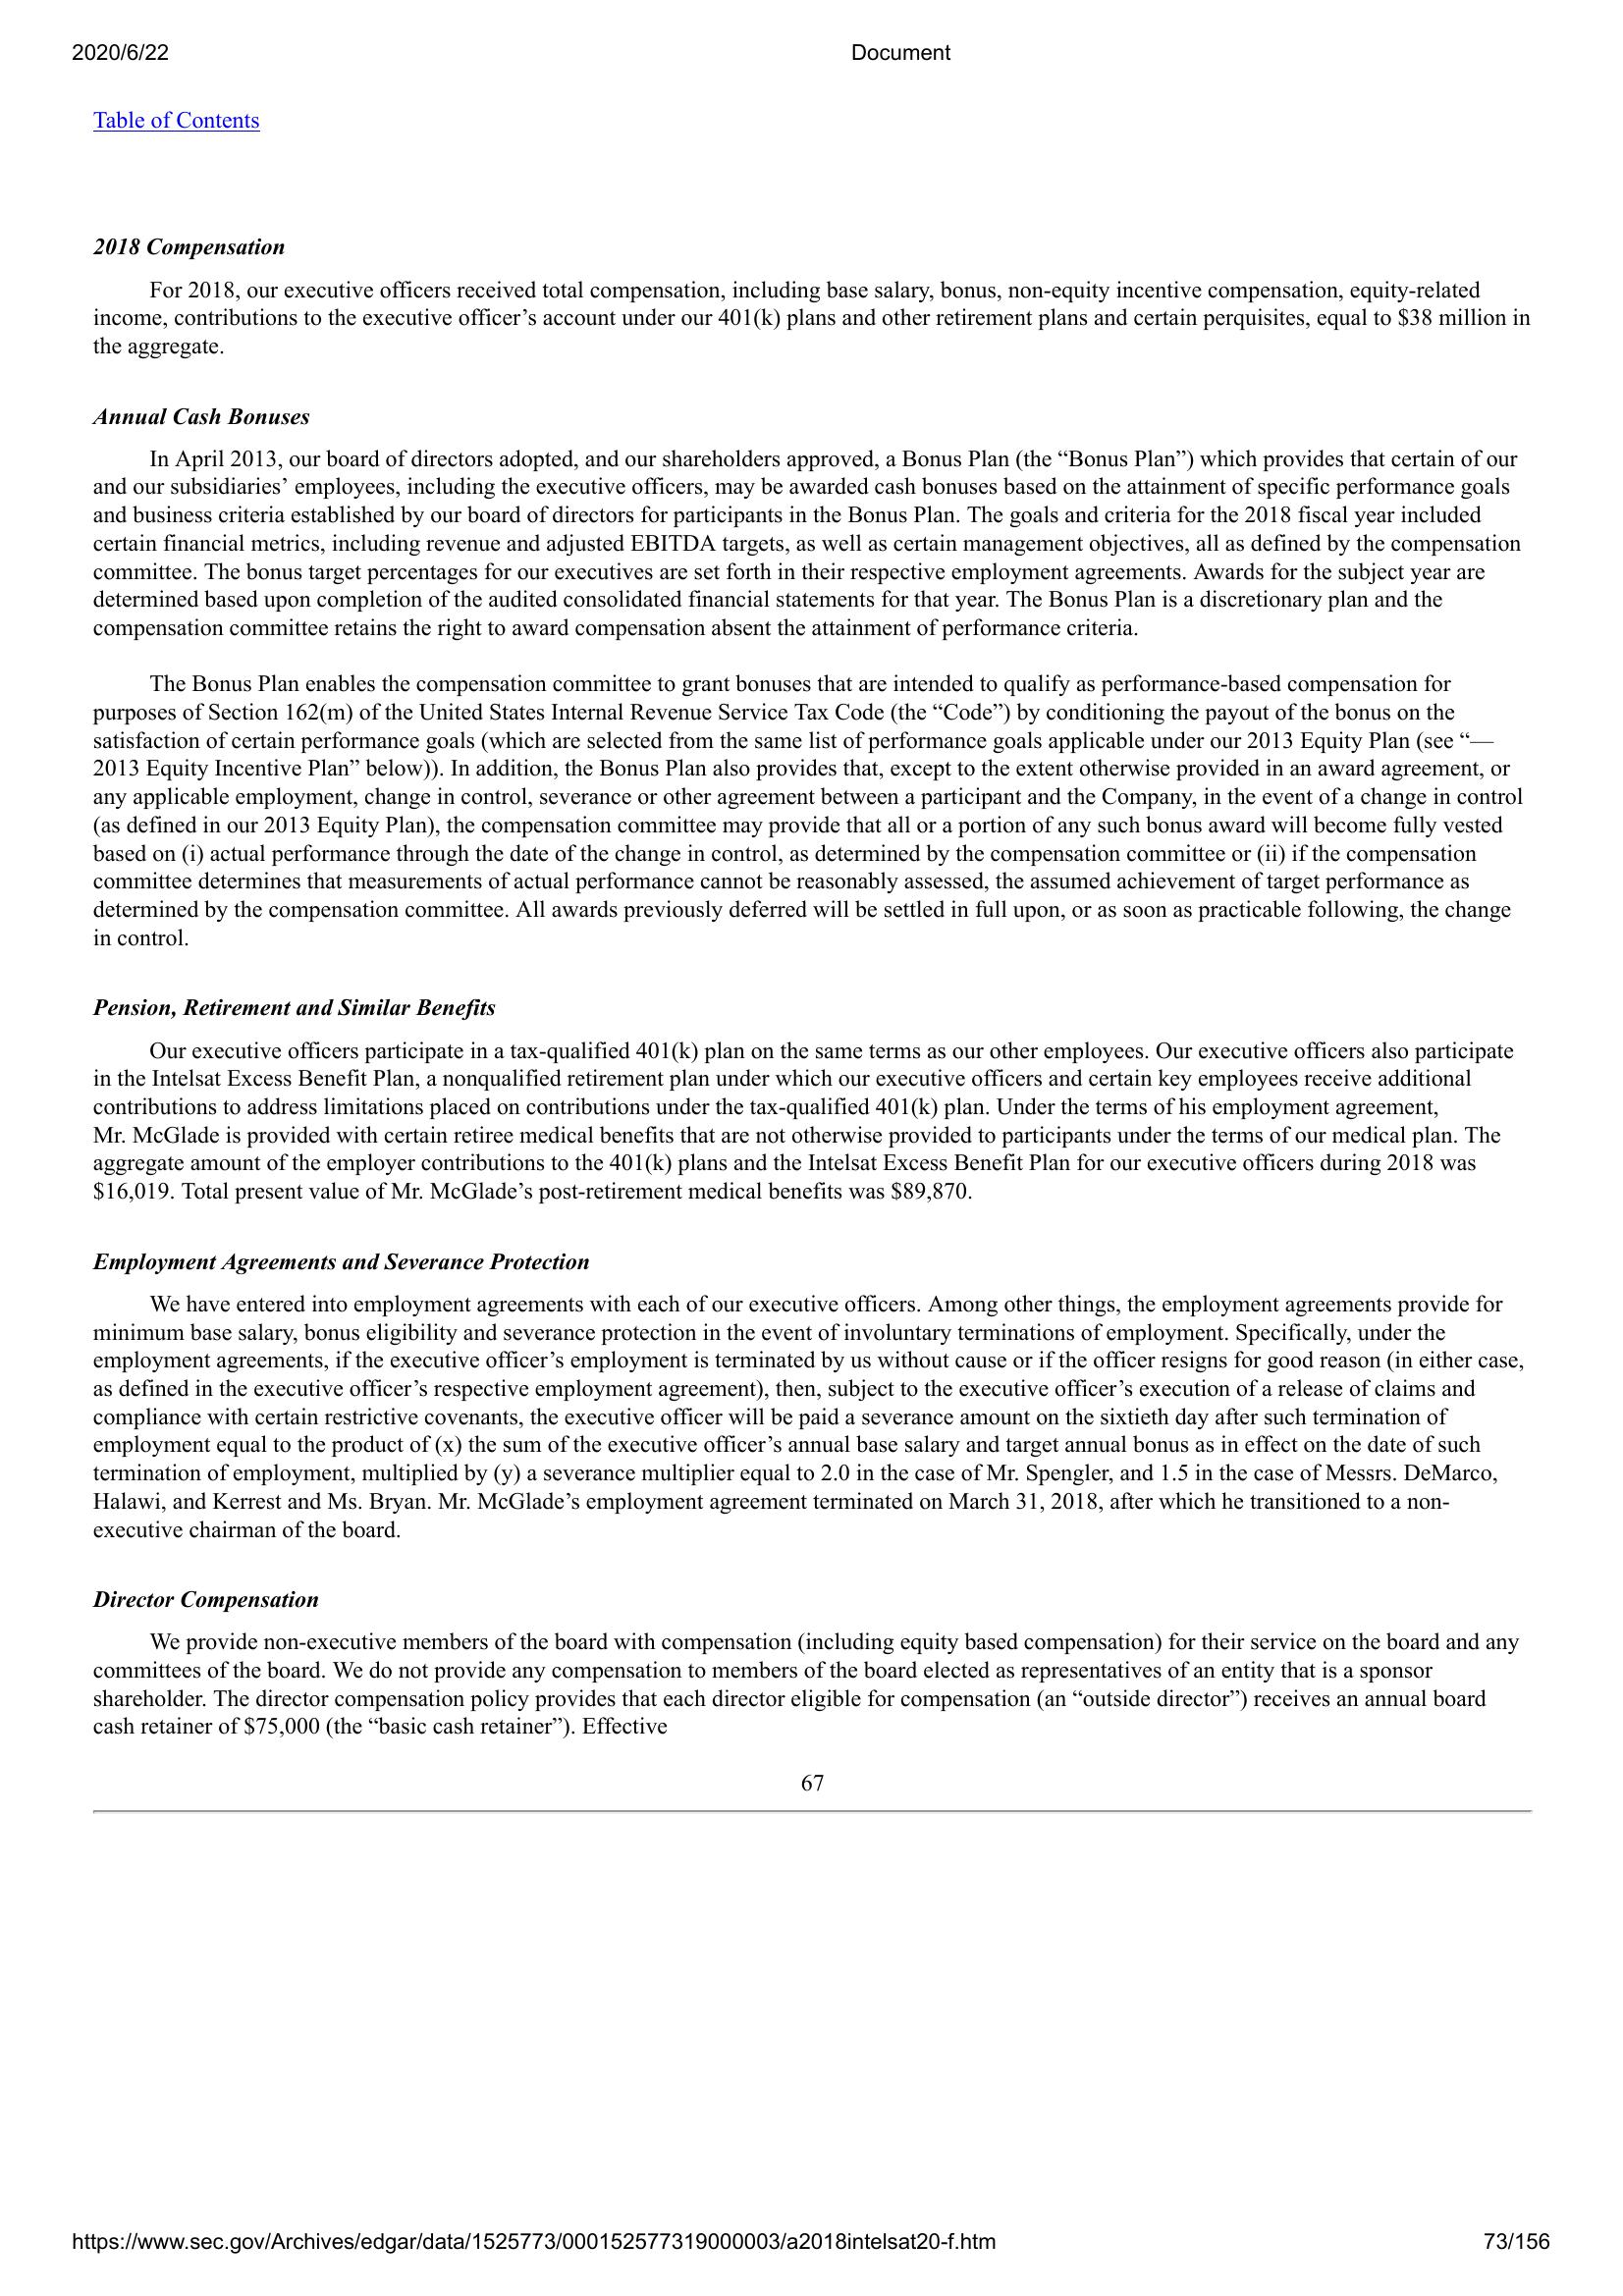 2020/6/22 Document
Table of Contents
2018 Compensation
For 2018, our executive officers received total compensation, including base salary, bonus, non-equity incentive compensation, equity-related
income, contributions to the executive officer’s account under our 401(k) plans and other retirement plans and certain perquisites, equal to $38 million in
the aggregate.
Annual Cash Bonuses
In April 2013, our board of directors adopted, and our shareholders approved, a Bonus Plan (the “Bonus Plan”) which provides that certain of our
and our subsidiaries’ employees, including the executive officers, may be awarded cash bonuses based on the attainment of specific performance goals
and business criteria established by our board of directors for participants in the Bonus Plan. The goals and criteria for the 2018 fiscal year included
certain financial metrics, including revenue and adjusted EBITDA targets, as well as certain management objectives, all as defined by the compensation
committee. The bonus target percentages for our executives are set forth in their respective employment agreements. Awards for the subject year are
determined based upon completion of the audited consolidated financial statements for that year. The Bonus Plan is a discretionary plan and the
compensation committee retains the right to award compensation absent the attainment of performance criteria.
The Bonus Plan enables the compensation committee to grant bonuses that are intended to qualify as performance-based compensation for
purposes of Section 162(m) of the United States Internal Revenue Service Tax Code (the “Code”) by conditioning the payout of the bonus on the
satisfaction of certain performance goals (which are selected from the same list of performance goals applicable under our 2013 Equity Plan (see “—
2013 Equity Incentive Plan” below)). In addition, the Bonus Plan also provides that, except to the extent otherwise provided in an award agreement, or
any applicable employment, change in control, severance or other agreement between a participant and the Company, in the event of a change in control
(as defined in our 2013 Equity Plan), the compensation committee may provide that all or a portion of any such bonus award will become fully vested
based on (i) actual performance through the date of the change in control, as determined by the compensation committee or (ii) if the compensation
committee determines that measurements of actual performance cannot be reasonably assessed, the assumed achievement of target performance as
determined by the compensation committee. All awards previously deferred will be settled in full upon, or as soon as practicable following, the change
in control.
Pension, Retirement and Similar Benefits
Our executive officers participate in a tax-qualified 401(k) plan on the same terms as our other employees. Our executive officers also participate
in the Intelsat Excess Benefit Plan, a nonqualified retirement plan under which our executive officers and certain key employees receive additional
contributions to address limitations placed on contributions under the tax-qualified 401(k) plan. Under the terms of his employment agreement,
Mr. McGlade is provided with certain retiree medical benefits that are not otherwise provided to participants under the terms of our medical plan. The
aggregate amount of the employer contributions to the 401(k) plans and the Intelsat Excess Benefit Plan for our executive officers during 2018 was
$16,019. Total present value of Mr. McGlade’s post-retirement medical benefits was $89,870.
Employment Agreements and Severance Protection
We have entered into employment agreements with each of our executive officers. Among other things, the employment agreements provide for
minimum base salary, bonus eligibility and severance protection in the event of involuntary terminations of employment. Specifically, under the
employment agreements, if the executive officer’s employment is terminated by us without cause or if the officer resigns for good reason (in either case,
as defined in the executive officer’s respective employment agreement), then, subject to the executive officer’s execution of a release of claims and
compliance with certain restrictive covenants, the executive officer will be paid a severance amount on the sixtieth day after such termination of
employment equal to the product of (x) the sum of the executive officer’s annual base salary and target annual bonus as in effect on the date of such
termination of employment, multiplied by (y) a severance multiplier equal to 2.0 in the case of Mr. Spengler, and 1.5 in the case of Messrs. DeMarco,
Halawi, and Kerrest and Ms. Bryan. Mr. McGlade’s employment agreement terminated on March 31, 2018, after which he transitioned to a non-
executive chairman of the board.
Director Compensation
We provide non-executive members of the board with compensation (including equity based compensation) for their service on the board and any
committees of the board. We do not provide any compensation to members of the board elected as representatives of an entity that is a sponsor
shareholder. The director compensation policy provides that each director eligible for compensation (an “outside director”) receives an annual board
cash retainer of $75,000 (the “basic cash retainer”). Effective
67
https://www.sec.gov/Archives/edgar/data/1525773/000152577319000003/a2018intelsat20-f.htm 73/156